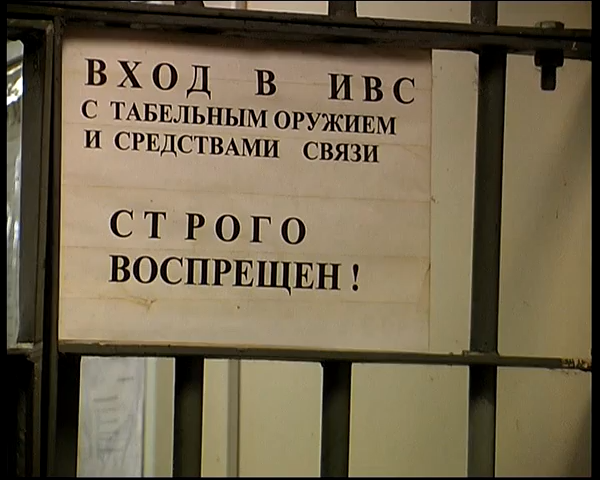 ВХОД В ИВС
С ТАБЕЛЬНЫМ ОРУЖИЕМ
И СРЕДСТВАМИ СВЯЗИ
СТРОГО
ВОСПРЕЩЕН!